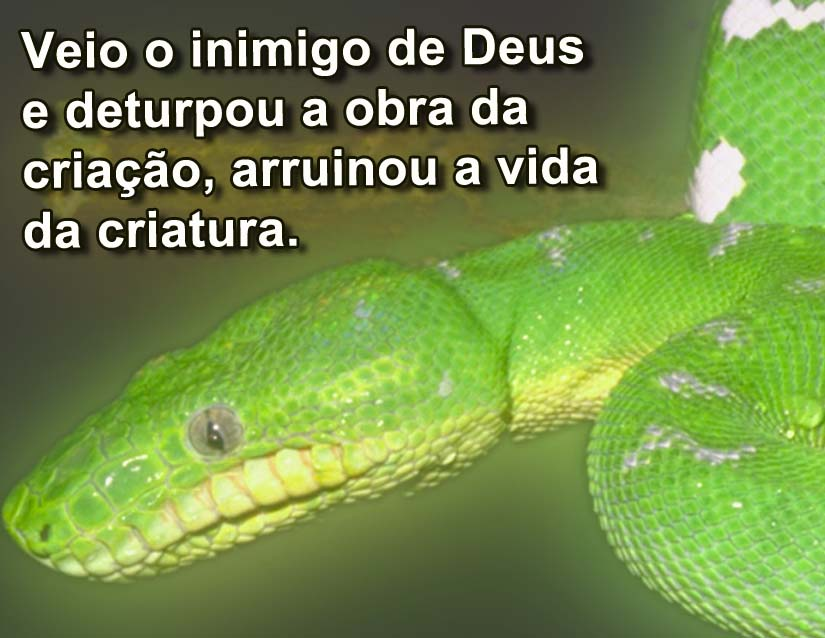 Veio o inimigo de Deus
e deturpou a obra da
criação, arruinou a vida
da criatura.